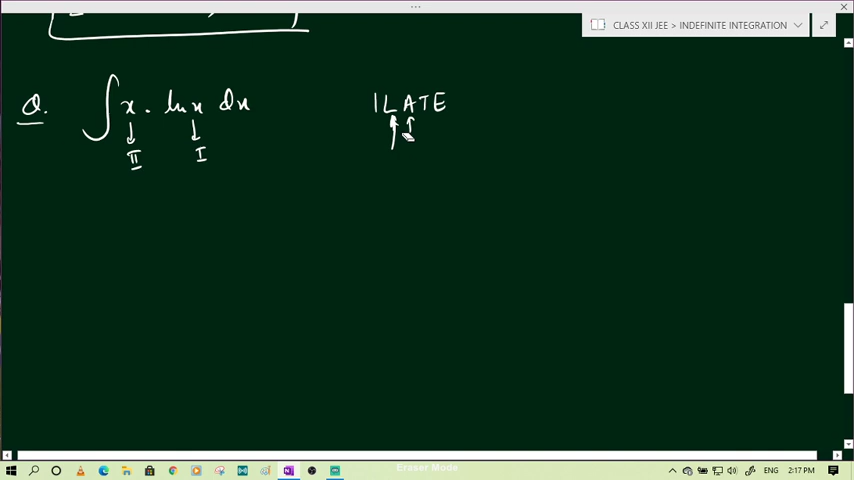 CLASS XII JEE > INDEFINITE INTEGRATION
Q. ∫ x . ln x dx
ILATE
II I
Eraser Mode
ENG 2:17 PM